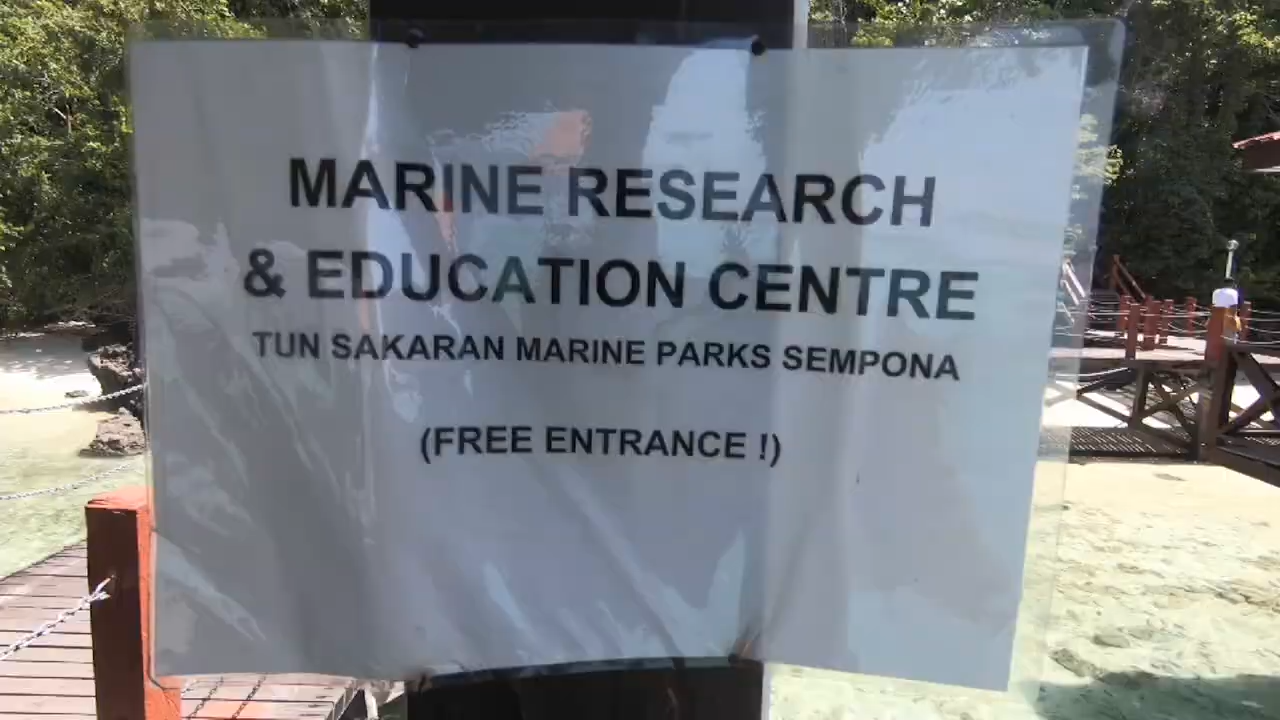 MARINE RESEARCH
& EDUCATION CENTRE
TUN SAKARAN MARINE PARKS SEMPONA
(FREE ENTRANCE !)